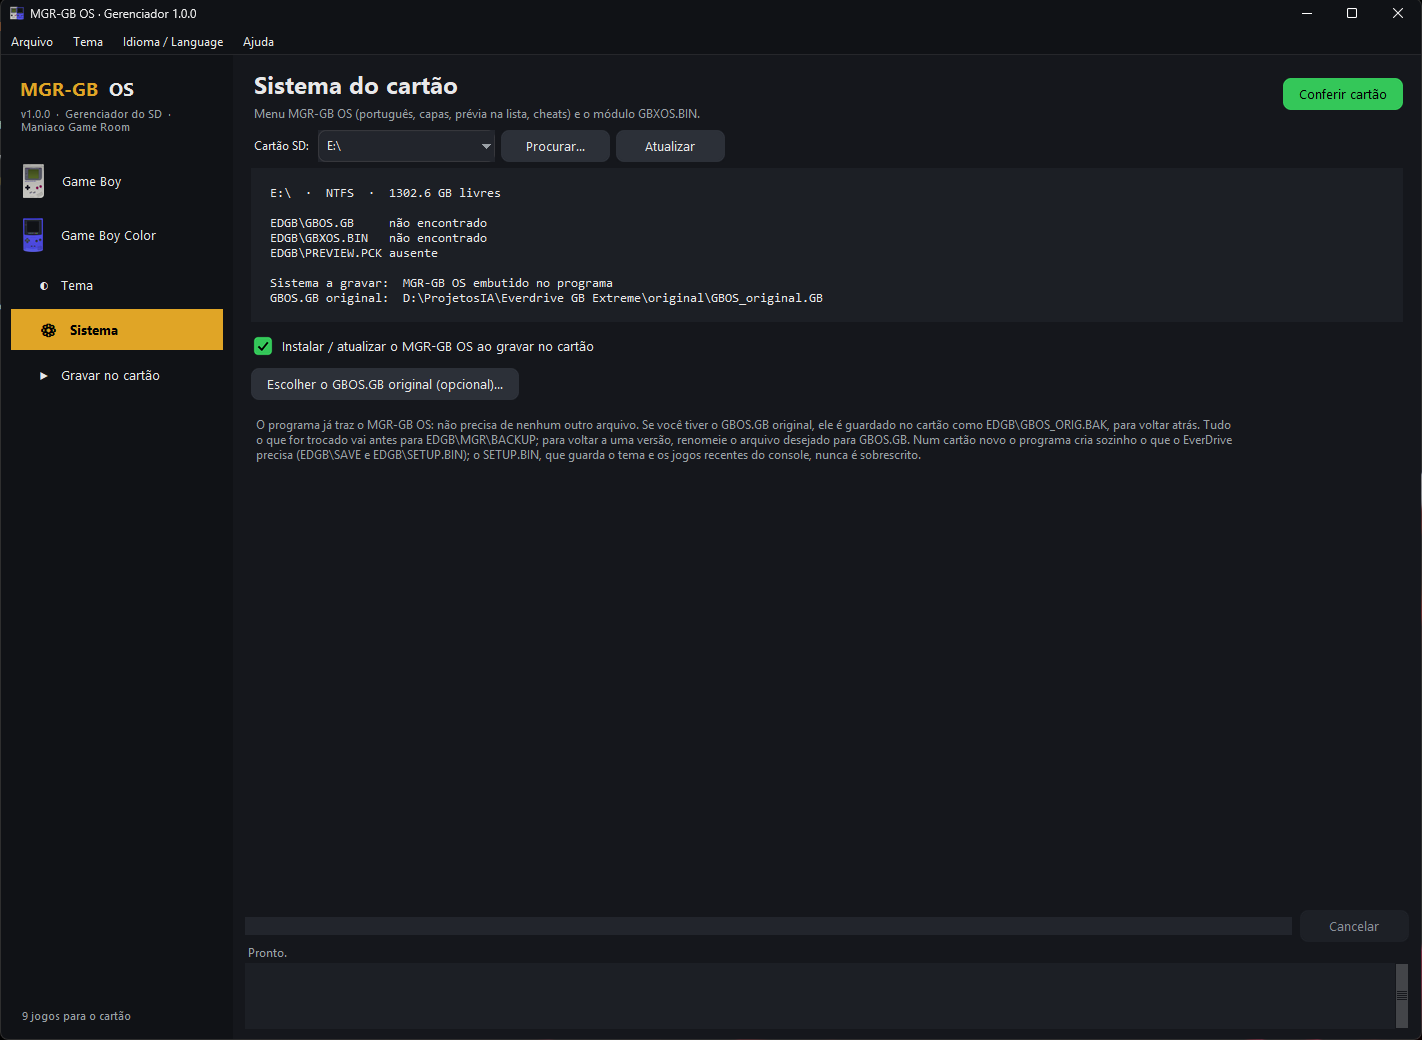 MGR-GB OS · Gerenciador 1.0.0
Arquivo Tema Idioma / Language Ajuda
MGR-GB OS
v1.0.0 · Gerenciador do SD ·
Maniaco Game Room
Game Boy
Game Boy Color
Tema
Sistema
Gravar no cartão
9 jogos para o cartão
Sistema do cartão
Menu MGR-GB OS (português, capas, prévia na lista, cheats) e o módulo GBXOS.BIN.
Conferir cartão
Cartão SD: E:\ Procurar... Atualizar
E:\ · NTFS · 1302.6 GB livres
EDGB\GBOS.GB não encontrado
EDGB\GBXOS.BIN não encontrado
EDGB\PREVIEW.PCK ausente
Sistema a gravar: MGR-GB OS embutido no programa
GBOS.GB original: D:\ProjetosIA\Everdrive GB Extreme\original\GBOS_original.GB
Instalar / atualizar o MGR-GB OS ao gravar no cartão
Escolher o GBOS.GB original (opcional)...
O programa já traz o MGR-GB OS: não precisa de nenhum outro arquivo. Se você tiver o GBOS.GB original, ele é guardado no cartão como EDGB\GBOS_ORIG.BAK, para voltar atrás. Tudo
o que for trocado vai antes para EDGB\MGR\BACKUP; para voltar a uma versão, renomeie o arquivo desejado para GBOS.GB. Num cartão novo o programa cria sozinho o que o EverDrive
precisa (EDGB\SAVE e EDGB\SETUP.BIN); o SETUP.BIN, que guarda o tema e os jogos recentes do console, nunca é sobrescrito.
Cancelar
Pronto.